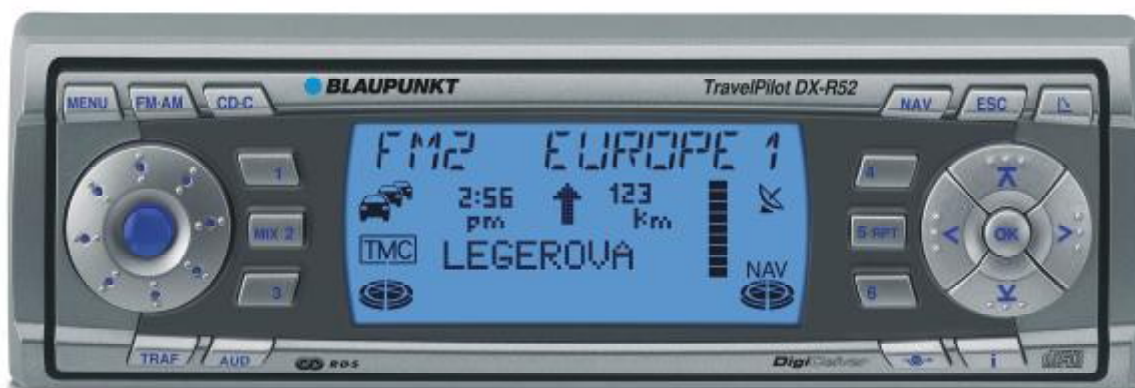 BLAUPUNKT TravelPilot DX-R52
MENU FM·AM CD·C NAV ESC
FM2 EUROPE 1
1 4
2:56 123
pm km
MIX 2 5 RPT OK
TMC LEGEROVA
NAV
3 6
TRAF AUD RDS DigiCeiver i